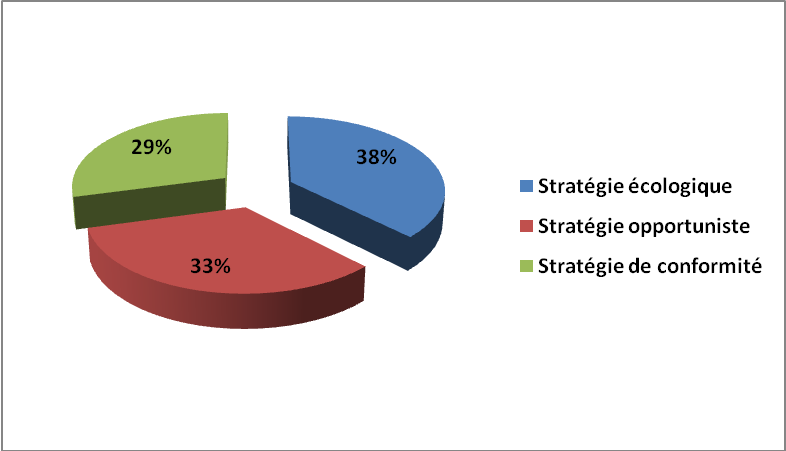 29%
38%
33%
Stratégie écologique
Stratégie opportuniste
Stratégie de conformité